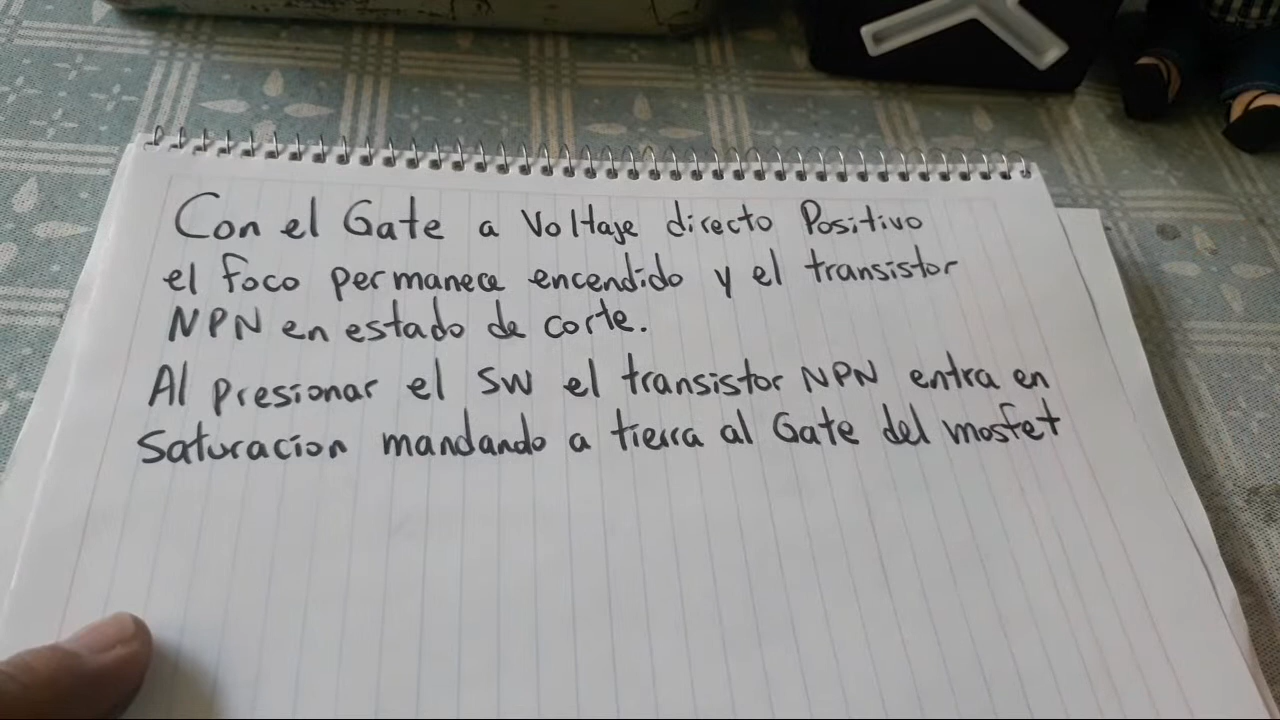 Con el Gate a Voltaje directo Positivo
el foco permanece encendido y el transistor
NPN en estado de corte.
Al presionar el SW el transistor NPN entra en
Saturacion mandando a tierra al Gate del mosfet